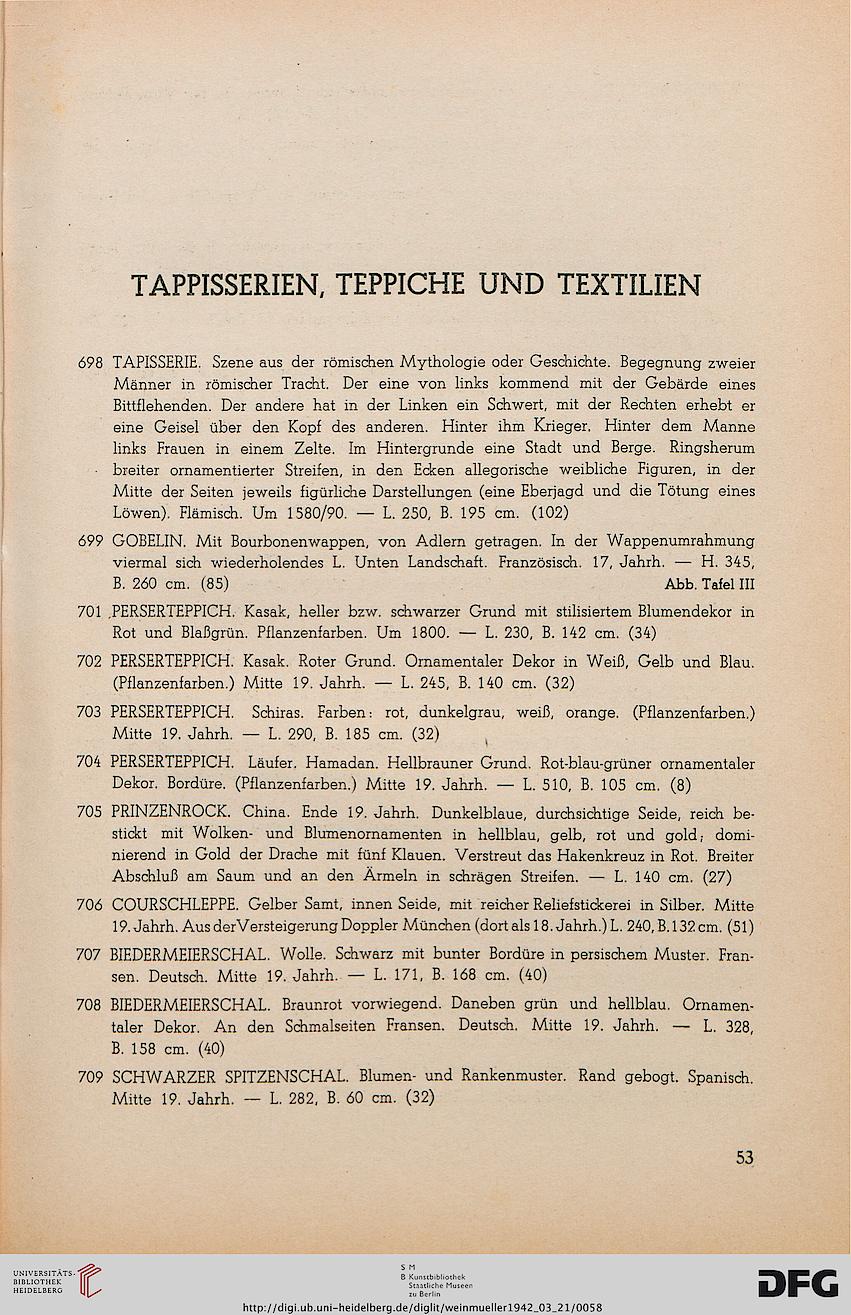 TAPPISSERIEN, TEPPICHE UND TEXTILIEN
698 TAPISSERIE. Szene aus der römischen Mythologie oder Geschichte. Begegnung zweier
Männer in römischer Tracht. Der eine von links kommend mit der Gebärde eines
Bittflehenden. Der andere hat in der Linken ein Schwert, mit der Rechten erhebt er
eine Geisel über den Kopf des anderen. Hinter ihm Krieger. Hinter dem Manne
links Frauen in einem Zelte. Im Hintergrunde eine Stadt und Berge. Ringsherum
breiter ornamentierter Streifen, in den Ecken allegorische weibliche Figuren, in der
Mitte der Seiten jeweils figürliche Darstellungen (eine Eberjagd und die Tötung eines
Löwen). Flämisch. Um 1580/90. — L. 250, B. 195 cm. (102)
699 GOBELIN. Mit Bourbonenwappen, von Adlern getragen. In der Wappenumrahmung
viermal sich wiederholendes L. Unten Landschaft. Französisch. 17, Jahrh. — H. 345,
B. 260 cm. (85) Abb. Tafel III
701 PERSERTEPPICH. Kasak, heller bzw. schwarzer Grund mit stilisiertem Blumendekor in
Rot und Blaßgrün. Pflanzenfarben. Um 1800. — L. 230, B. 142 cm. (34)
702 PERSERTEPPICH. Kasak. Roter Grund. Ornamentaler Dekor in Weiß, Gelb und Blau.
(Pflanzenfarben.) Mitte 19. Jahrh. — L. 245, B. 140 cm. (32)
703 PERSERTEPPICH. Schiras. Farben: rot, dunkelgrau, weiß, orange. (Pflanzenfarben.)
Mitte 19. Jahrh. — L. 290, B. 185 cm. (32)
704 PERSERTEPPICH. Läufer. Hamadan. Hellbrauner Grund. Rot-blau-grüner ornamentaler
Dekor. Bordüre. (Pflanzenfarben.) Mitte 19. Jahrh. — L. 510, B. 105 cm. (8)
705 PRINZENROCK. China. Ende 19. Jahrh. Dunkelblaue, durchsichtige Seide, reich be-
stickt mit Wolken- und Blumenornamenten in hellblau, gelb, rot und gold; domi-
nierend in Gold der Drache mit fünf Klauen. Verstreut das Hakenkreuz in Rot. Breiter
Abschluß am Saum und an den Ärmeln in schrägen Streifen. — L. 140 cm. (27)
706 COURSCHLEPPE. Gelber Samt, innen Seide, mit reicher Reliefstickerei in Silber. Mitte
19. Jahrh. Aus der Versteigerung Doppler München (dort als 18. Jahrh.) L. 240, B. 132 cm. (51)
707 BIEDERMEIERSCHAL. Wolle. Schwarz mit bunter Bordüre in persischem Muster. Fran-
sen. Deutsch. Mitte 19. Jahrh. — L. 171, B. 168 cm. (40)
708 BIEDERMEIERSCHAL. Braunrot vorwiegend. Daneben grün und hellblau. Ornamen-
taler Dekor. An den Schmalseiten Fransen. Deutsch. Mitte 19. Jahrh. — L. 328,
B. 158 cm. (40)
709 SCHWARZER SPITZENSCHAL. Blumen- und Rankenmuster. Rand gebogt. Spanisch.
Mitte 19. Jahrh. — L. 282, B. 60 cm. (32)
53
UNIVERSITÄTS-
BIBLIOTHEK
HEIDELBERG
S M
B Kunstbibliothek
Staatliche Museen
zu Berlin
DFG
http://digi.ub.uni-heidelberg.de/diglit/weinmueller1942_03_21/0058